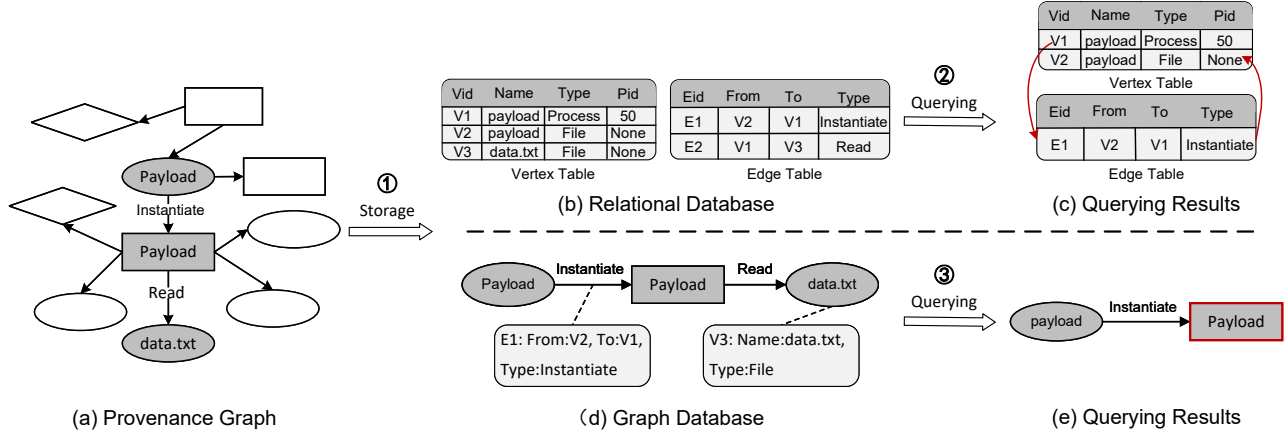 Payload
Instantiate
Payload
Read
data.txt
(a) Provenance Graph
①
Storage
Vid Name Type Pid
V1 payload Process 50
V2 payload File None
V3 data.txt File None
Vertex Table
Eid From To Type
E1 V2 V1 Instantiate
E2 V1 V3 Read
Edge Table
(b) Relational Database
②
Querying
Vid Name Type Pid
V1 payload Process 50
V2 payload File None
Vertex Table
Eid From To Type
E1 V2 V1 Instantiate
Edge Table
(c) Querying Results
Payload Instantiate Payload Read data.txt
E1: From:V2, To:V1,
Type:Instantiate
V3: Name:data.txt,
Type:File
(d) Graph Database
③
Querying
payload Instantiate Payload
(e) Querying Results